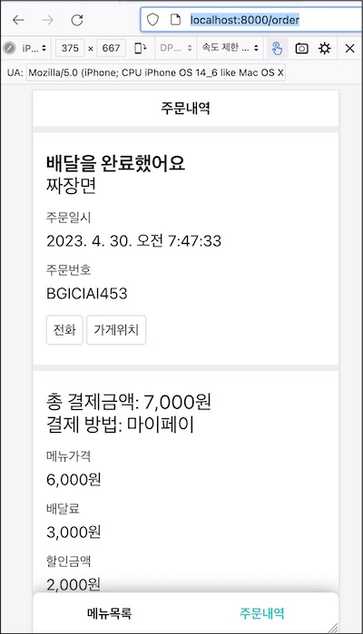 localhost:8000/order
iP...
375
×
667
DP...
속도 제한 ...
UA:
Mozilla/5.0 (iPhone; CPU iPhone OS 14_6 like Mac OS X
주문내역
배달을 완료했어요
짜장면
주문일시
2023. 4. 30. 오전 7:47:33
주문번호
BGICIAI453
전화 가게위치
총 결제금액: 7,000원
결제 방법: 마이페이
메뉴가격
6,000원
배달료
3,000원
할인금액
2,000원
메뉴목록 주문내역